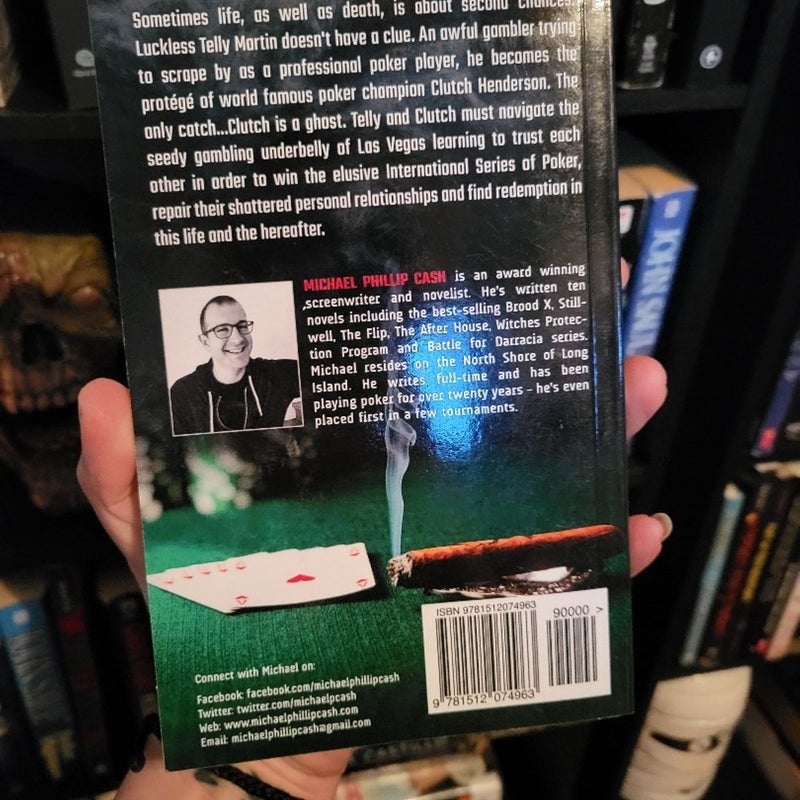 Sometimes life, as well as death, is about second chances.
Luckless Telly Martin doesn't have a clue. An awful gambler trying
to scrape by as a professional poker player, he becomes the
protégé of world famous poker champion Clutch Henderson. The
only catch...Clutch is a ghost. Telly and Clutch must navigate the
seedy gambling underbelly of Las Vegas learning to trust each
other in order to win the elusive International Series of Poker,
repair their shattered personal relationships and find redemption in
this life and the hereafter.
MICHAEL PHILLIP CASH is an award winning
screenwriter and novelist. He's written ten
novels including the best-selling Brood X, Still-
well, The Flip, The After House, Witches Protec-
tion Program and Battle for Darracia series.
Michael resides on the North Shore of Long
Island. He writes full-time and has been
playing poker for over twenty years - he's even
placed first in a few tournaments.
ISBN 9781512074963
90000 >
9 781512 074963
Connect with Michael on:
Facebook: facebook.com/michaelphillipcash
Twitter: twitter.com/michaelpcash
Web: www.michaelphillipcash.com
Email: michaelphillipcash@gmail.com
JOHN